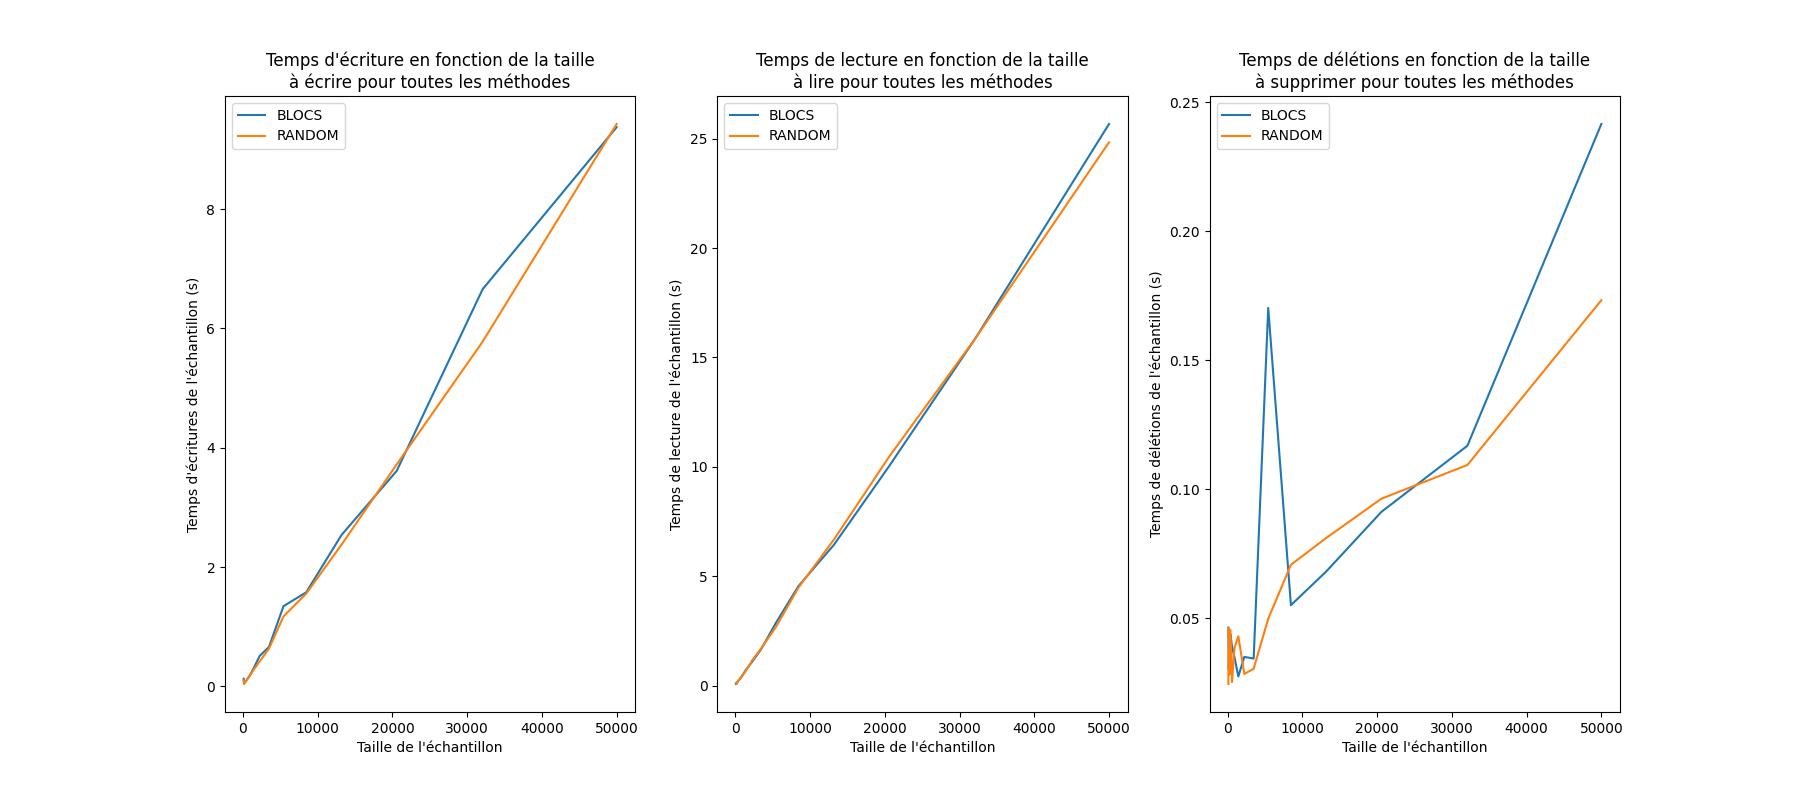 Temps d'écriture en fonction de la taille
à écrire pour toutes les méthodes
BLOCS
RANDOM
8
6
4
2
0
Temps d'écritures de l'échantillon (s)
0 10000 20000 30000 40000 50000
Taille de l'échantillon
Temps de lecture en fonction de la taille
à lire pour toutes les méthodes
BLOCS
RANDOM
25
20
15
10
5
0
Temps de lecture de l'échantillon (s)
0 10000 20000 30000 40000 50000
Taille de l'échantillon
Temps de délétions en fonction de la taille
à supprimer pour toutes les méthodes
BLOCS
RANDOM
0.25
0.20
0.15
0.10
0.05
Temps de délétions de l'échantillon (s)
0 10000 20000 30000 40000 50000
Taille de l'échantillon